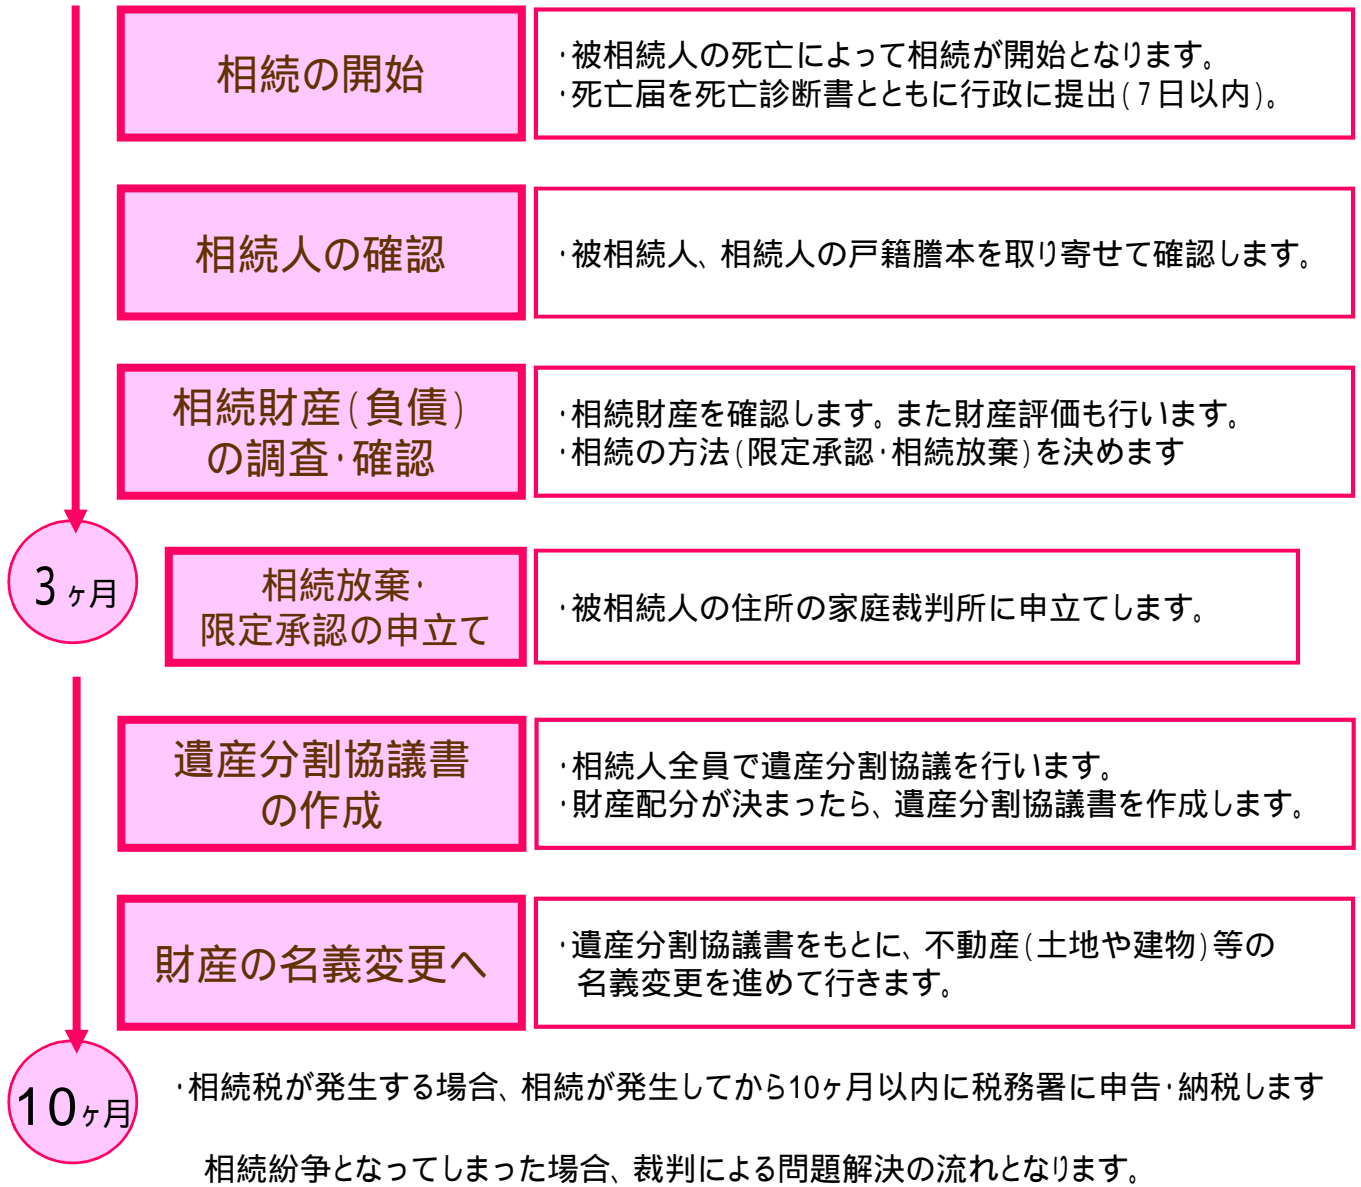 相続の開始
・被相続人の死亡によって相続が開始となります。
・死亡届を死亡診断書とともに行政に提出(7日以内)。
相続人の確認
・被相続人、相続人の戸籍謄本を取り寄せて確認します。
相続財産(負債)
の調査・確認
・相続財産を確認します。また財産評価も行います。
・相続の方法(限定承認・相続放棄)を決めます
3ヶ月
相続放棄・
限定承認の申立て
・被相続人の住所の家庭裁判所に申立てします。
遺産分割協議書
の作成
・相続人全員で遺産分割協議を行います。
・財産配分が決まったら、遺産分割協議書を作成します。
財産の名義変更へ
・遺産分割協議書をもとに、不動産(土地や建物)等の
名義変更を進めて行きます。
10ヶ月
・相続税が発生する場合、相続が発生してから10ヶ月以内に税務署に申告・納税します
相続紛争となってしまった場合、裁判による問題解決の流れとなります。